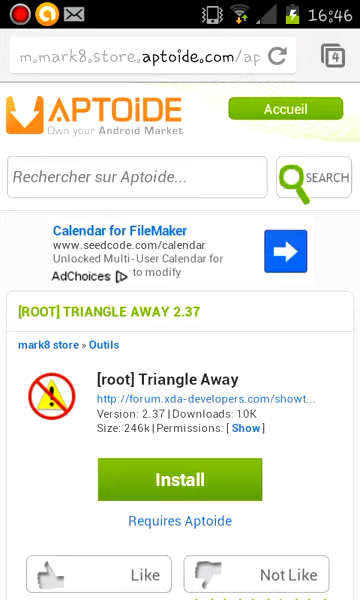 16:46
m.mark8.store.aptoide.com/ap
4
APTOIDE
Own your Android Market
Accueil
Rechercher sur Aptoide...
SEARCH
Calendar for FileMaker
www.seedcode.com/calendar
Unlocked Multi-User Calendar for
AdChoices to modify
[ROOT] TRIANGLE AWAY 2.37
mark8 store » Outils
[root] Triangle Away
http://forum.xda-developers.com/showt...
Version: 2.37 | Downloads: 10K
Size: 246k | Permissions: [ Show ]
Install
Requires Aptoide
Like
Not Like